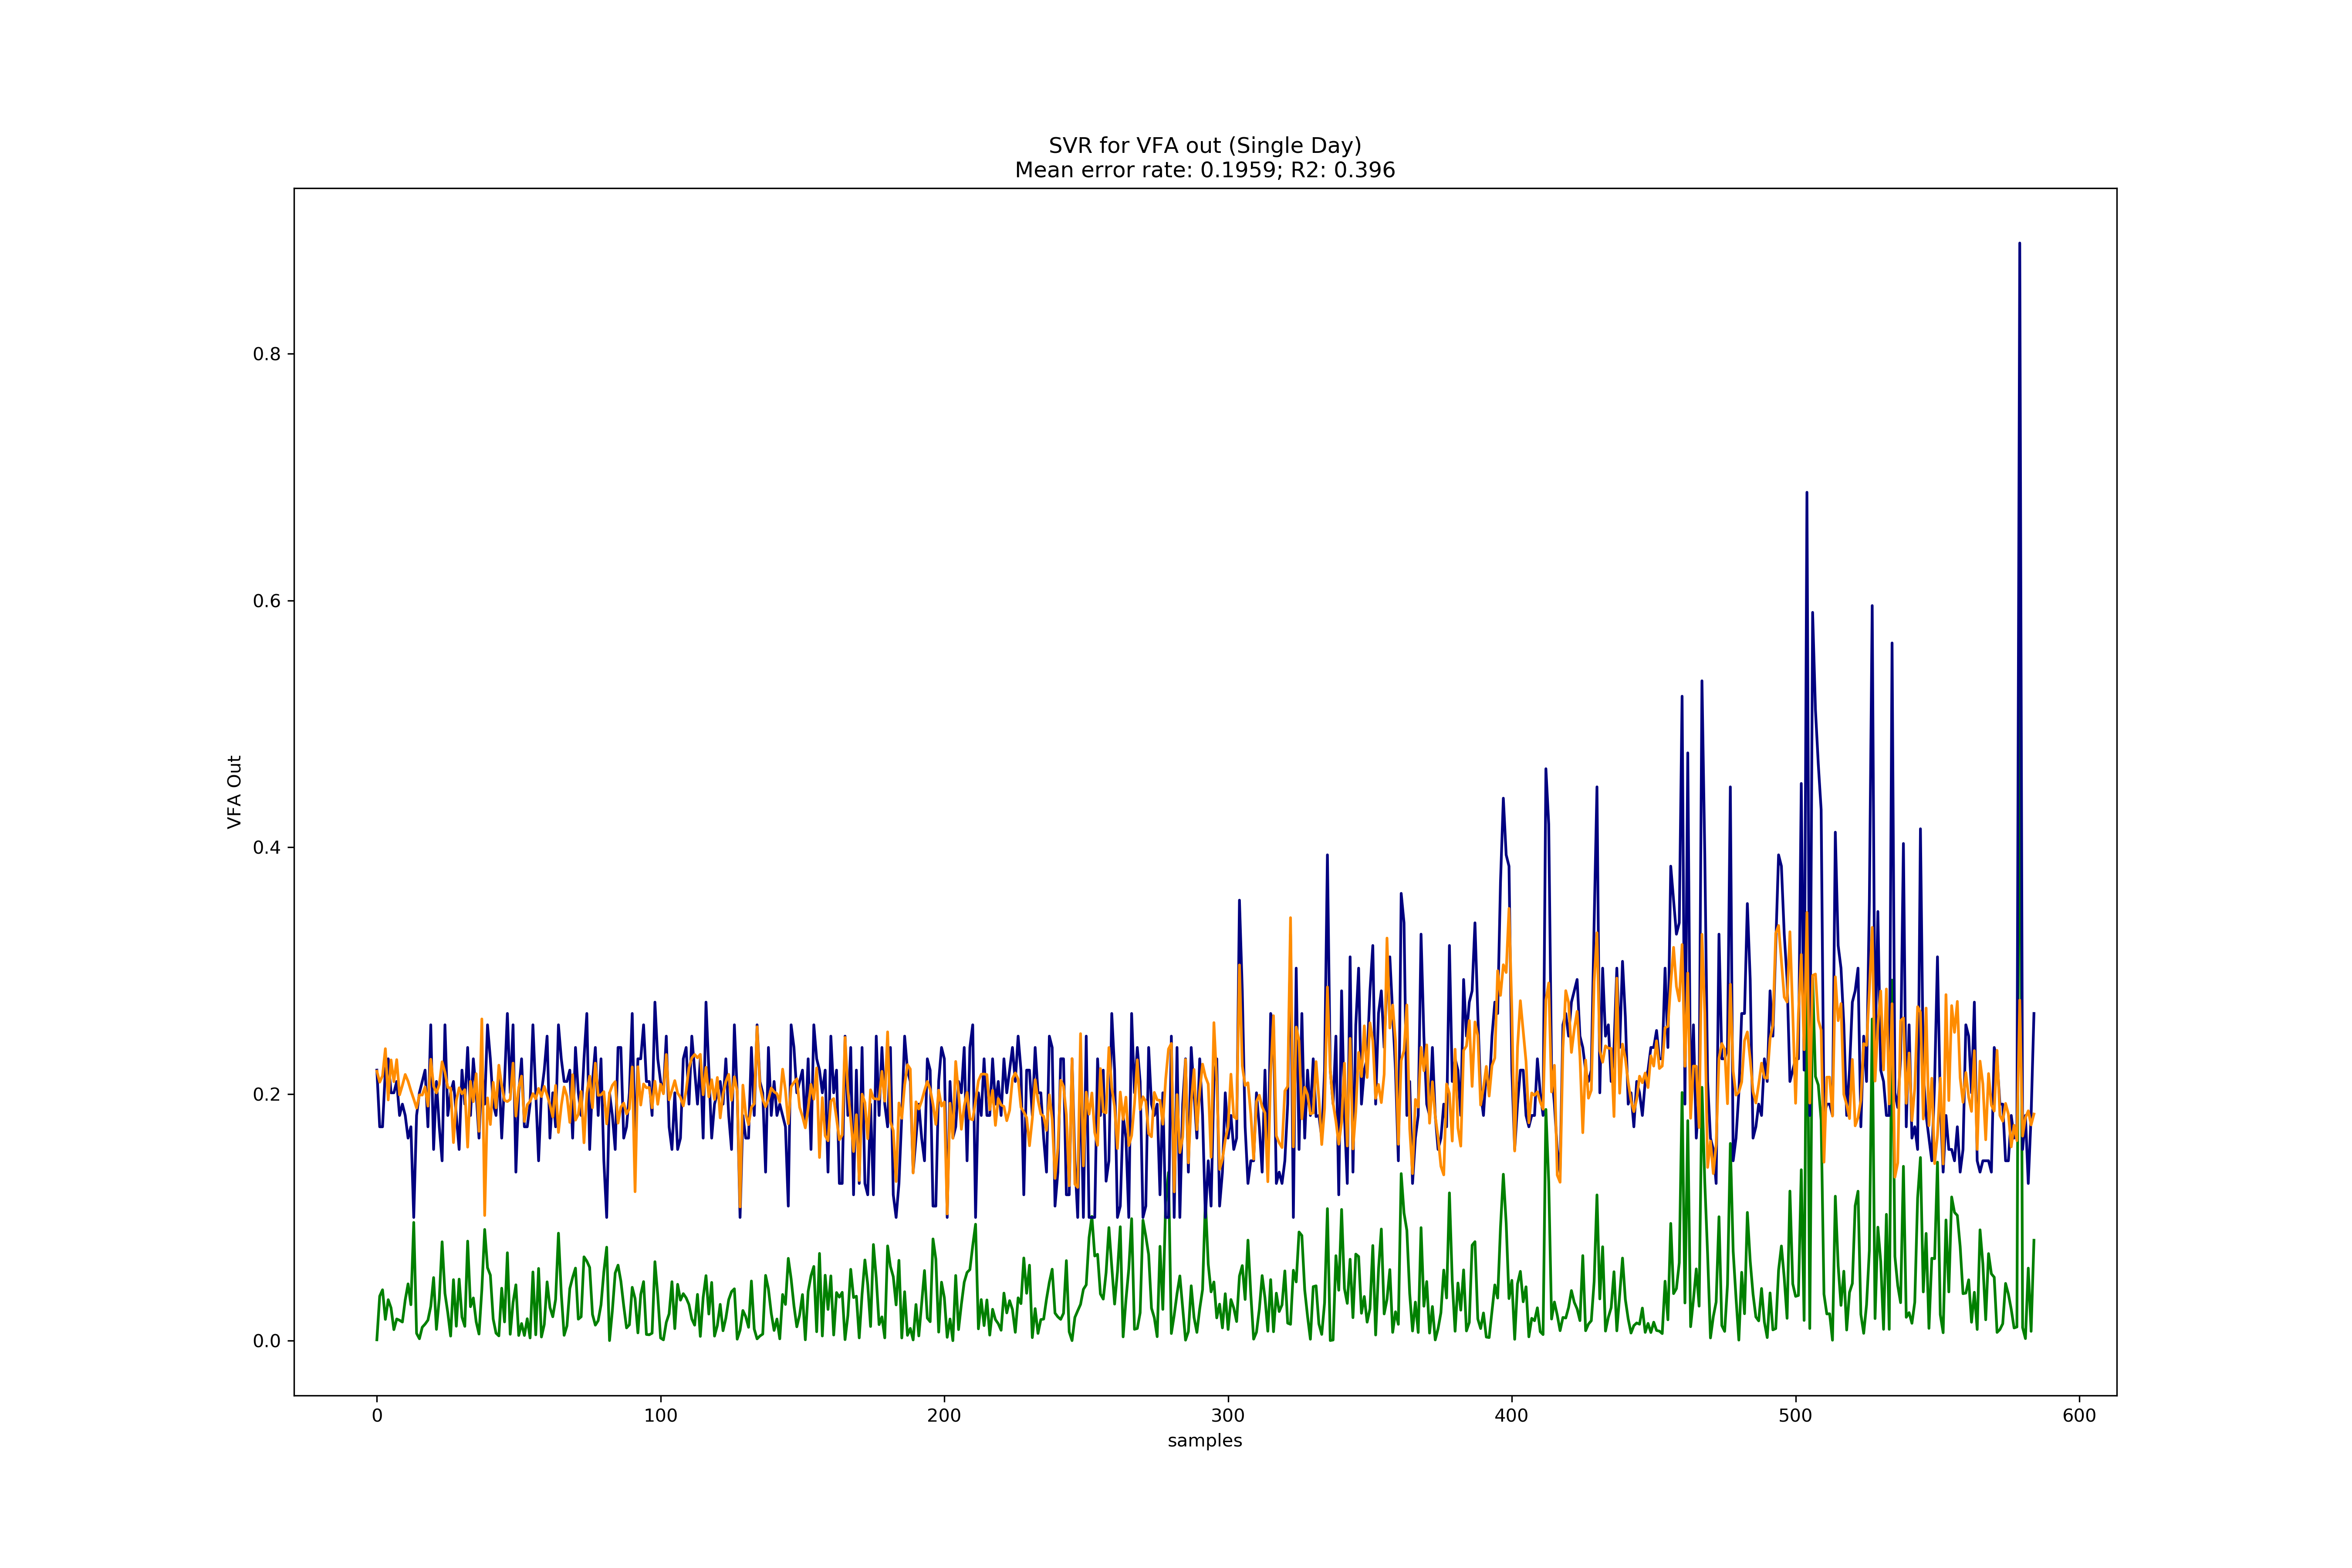 SVR for VFA out (Single Day)
Mean error rate: 0.1959; R2: 0.396
VFA Out
0.8
0.6
0.4
0.2
0.0
0 100 200 300 400 500 600
samples